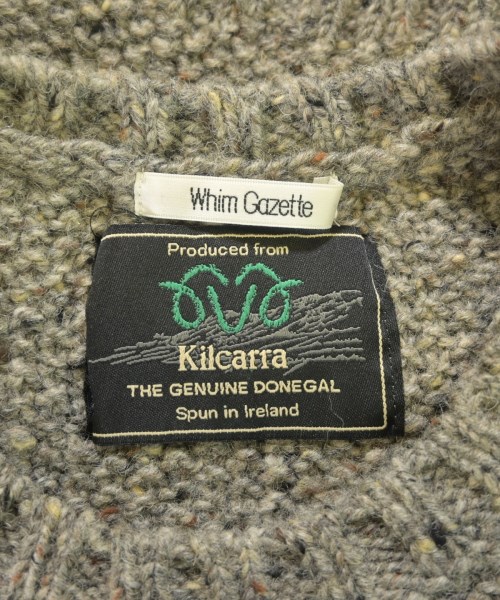 Whim Gazette
Produced from
Kilcarra
THE GENUINE DONEGAL
Spun in Ireland